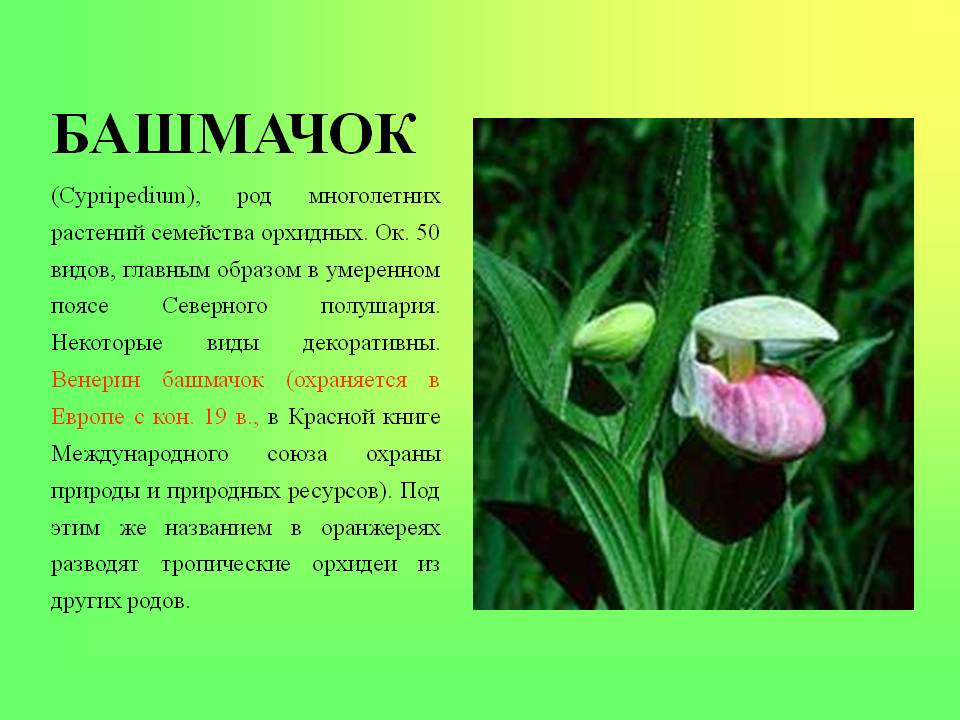 БАШМАЧОК
(Cypripedium), род многолетних
растений семейства орхидных. Ок. 50
видов, главным образом в умеренном
поясе Северного полушария.
Некоторые виды декоративны.
Венерин башмачок (охраняется в
Европе с кон. 19 в., в Красной книге
Международного союза охраны
природы и природных ресурсов). Под
этим же названием в оранжереях
разводят тропические орхидеи из
других родов.